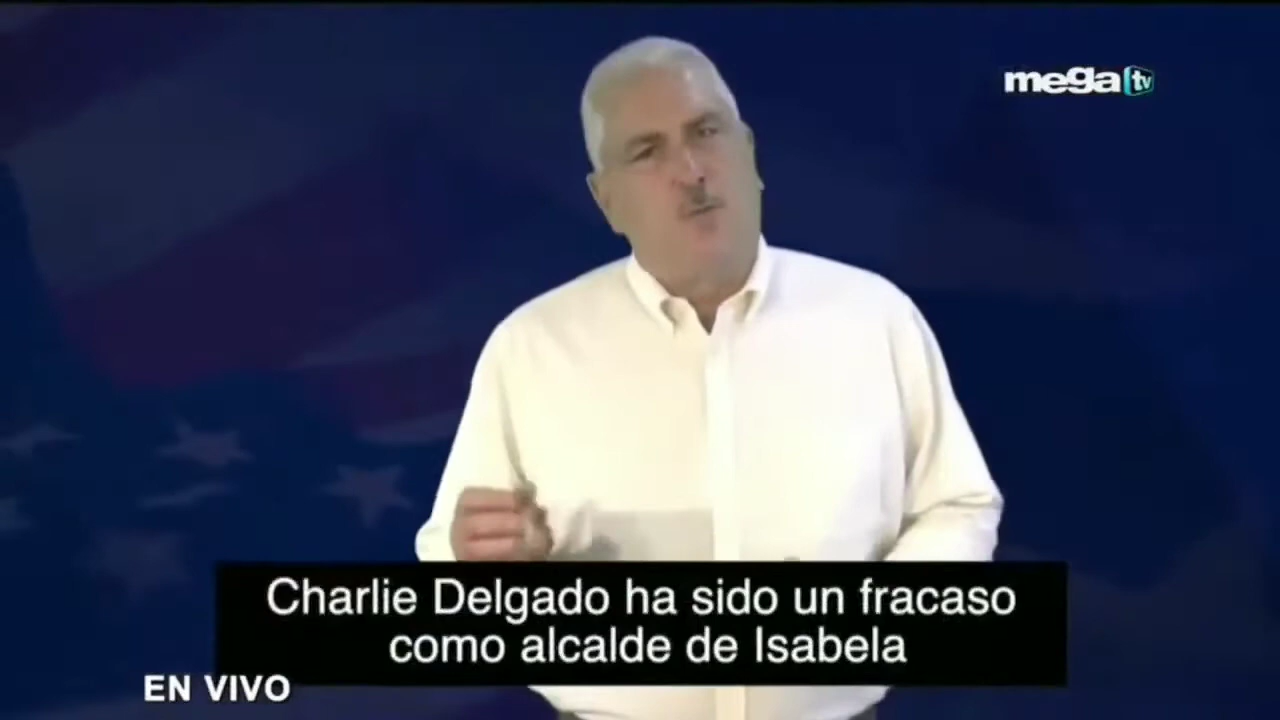 mega tv
Charlie Delgado ha sido un fracaso
como alcalde de Isabela
EN VIVO